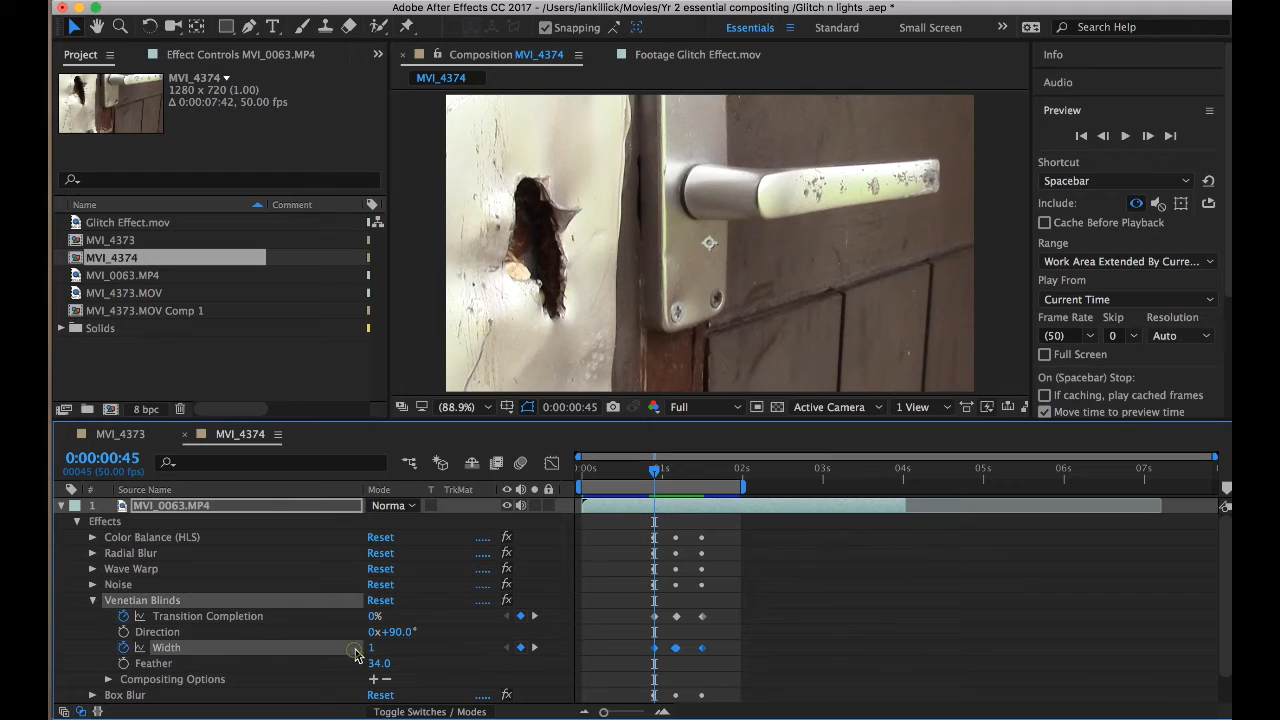 Adobe After Effects CC 2017 - /Users/iankillick/Movies/Yr 2 essential compositing /Glitch n lights .aep *
Snapping
Essentials
Standard
Small Screen
Search Help
Project
Effect Controls MVI_0063.MP4
MVI_4374
1280 x 720 (1.00)
Δ 0:00:07:42, 50.00 fps
Name
Comment
Glitch Effect.mov
MVI_4373
MVI_4374
MVI_0063.MP4
MVI_4373.MOV
MVI_4373.MOV Comp 1
Solids
8 bpc
Composition MVI_4374
Footage Glitch Effect.mov
MVI_4374
(88.9%)
0:00:00:45
Full
Active Camera
1 View
Info
Audio
Preview
Shortcut
Spacebar
Include:
Cache Before Playback
Range
Work Area Extended By Curre...
Play From
Current Time
Frame Rate Skip Resolution
(50) 0 Auto
Full Screen
On (Spacebar) Stop:
If caching, play cached frames
Move time to preview time
MVI_4373
MVI_4374
0:00:00:45
00045 (50.00 fps)
# Source Name Mode T TrkMat
:00s 02s 03s 04s 05s 06s 07s
1 MVI_0063.MP4 Norma
Effects
Color Balance (HLS) Reset ..... fx
Radial Blur Reset ..... fx
Wave Warp Reset ..... fx
Noise Reset ..... fx
Venetian Blinds Reset ..... fx
Transition Completion 0%
Direction 0x+90.0°
Width 1
Feather 34.0
Compositing Options + −
Box Blur Reset ..... fx
Toggle Switches / Modes